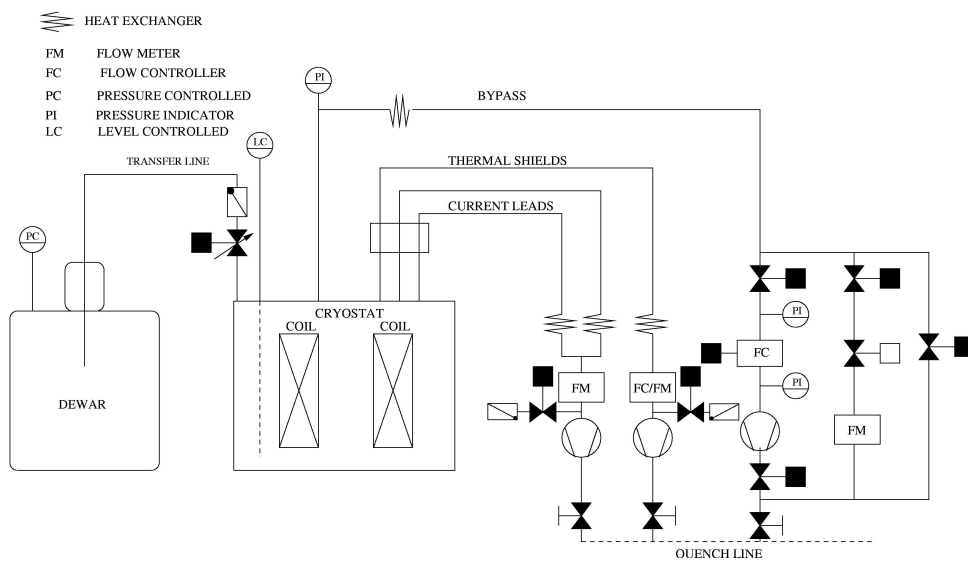 HEAT EXCHANGER
FM FLOW METER
FC FLOW CONTROLLER
PC PRESSURE CONTROLLED
PI PRESSURE INDICATOR
LC LEVEL CONTROLLED
PI
BYPASS
LC
TRANSFER LINE
THERMAL SHIELDS
CURRENT LEADS
PC
CRYOSTAT
COIL COIL
PI
FC
PI
FM
FC/FM
DEWAR
FM
QUENCH LINE